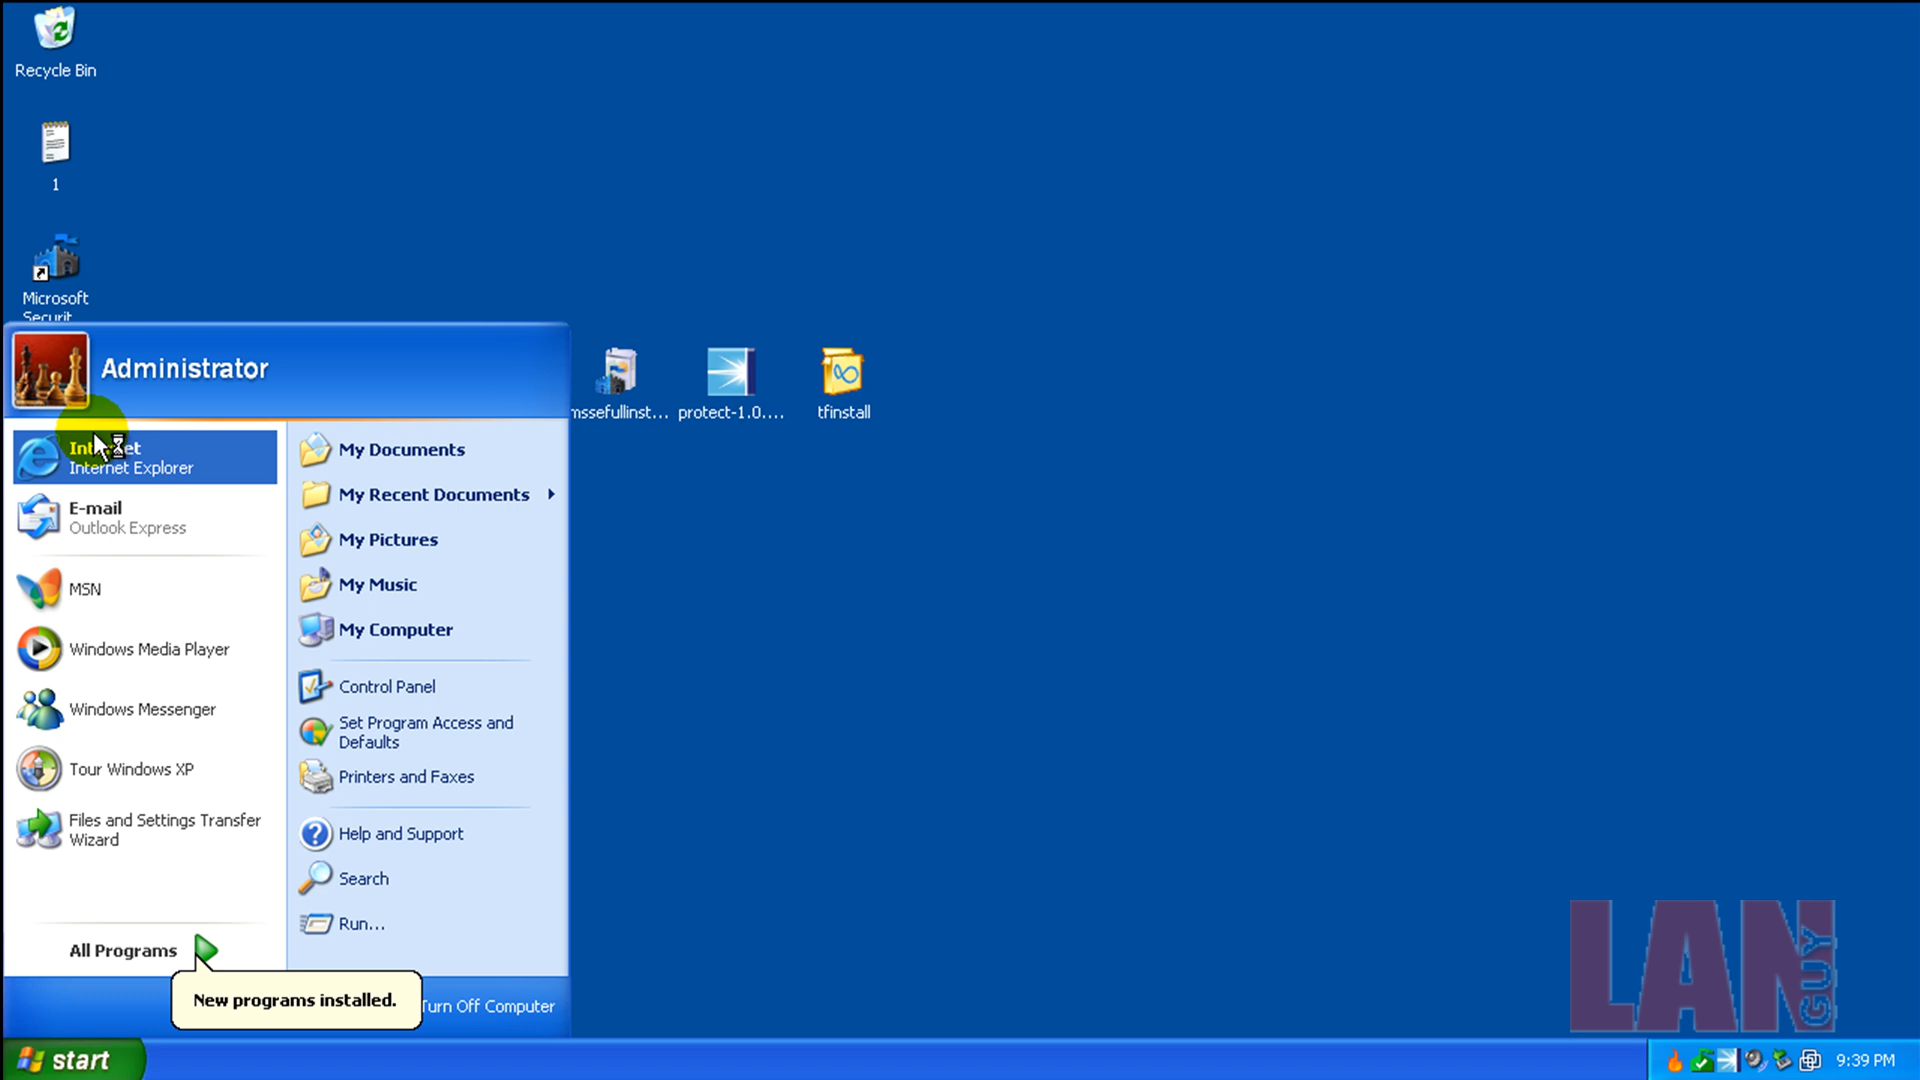 Recycle Bin
1
Microsoft
Securit
Administrator
mssefullinst...
protect-1.0....
tfinstall
Internet
Internet Explorer
E-mail
Outlook Express
MSN
Windows Media Player
Windows Messenger
Tour Windows XP
Files and Settings Transfer
Wizard
All Programs
My Documents
My Recent Documents
My Pictures
My Music
My Computer
Control Panel
Set Program Access and
Defaults
Printers and Faxes
Help and Support
Search
Run...
New programs installed.
Turn Off Computer
LAN
GUY
start
9:39 PM